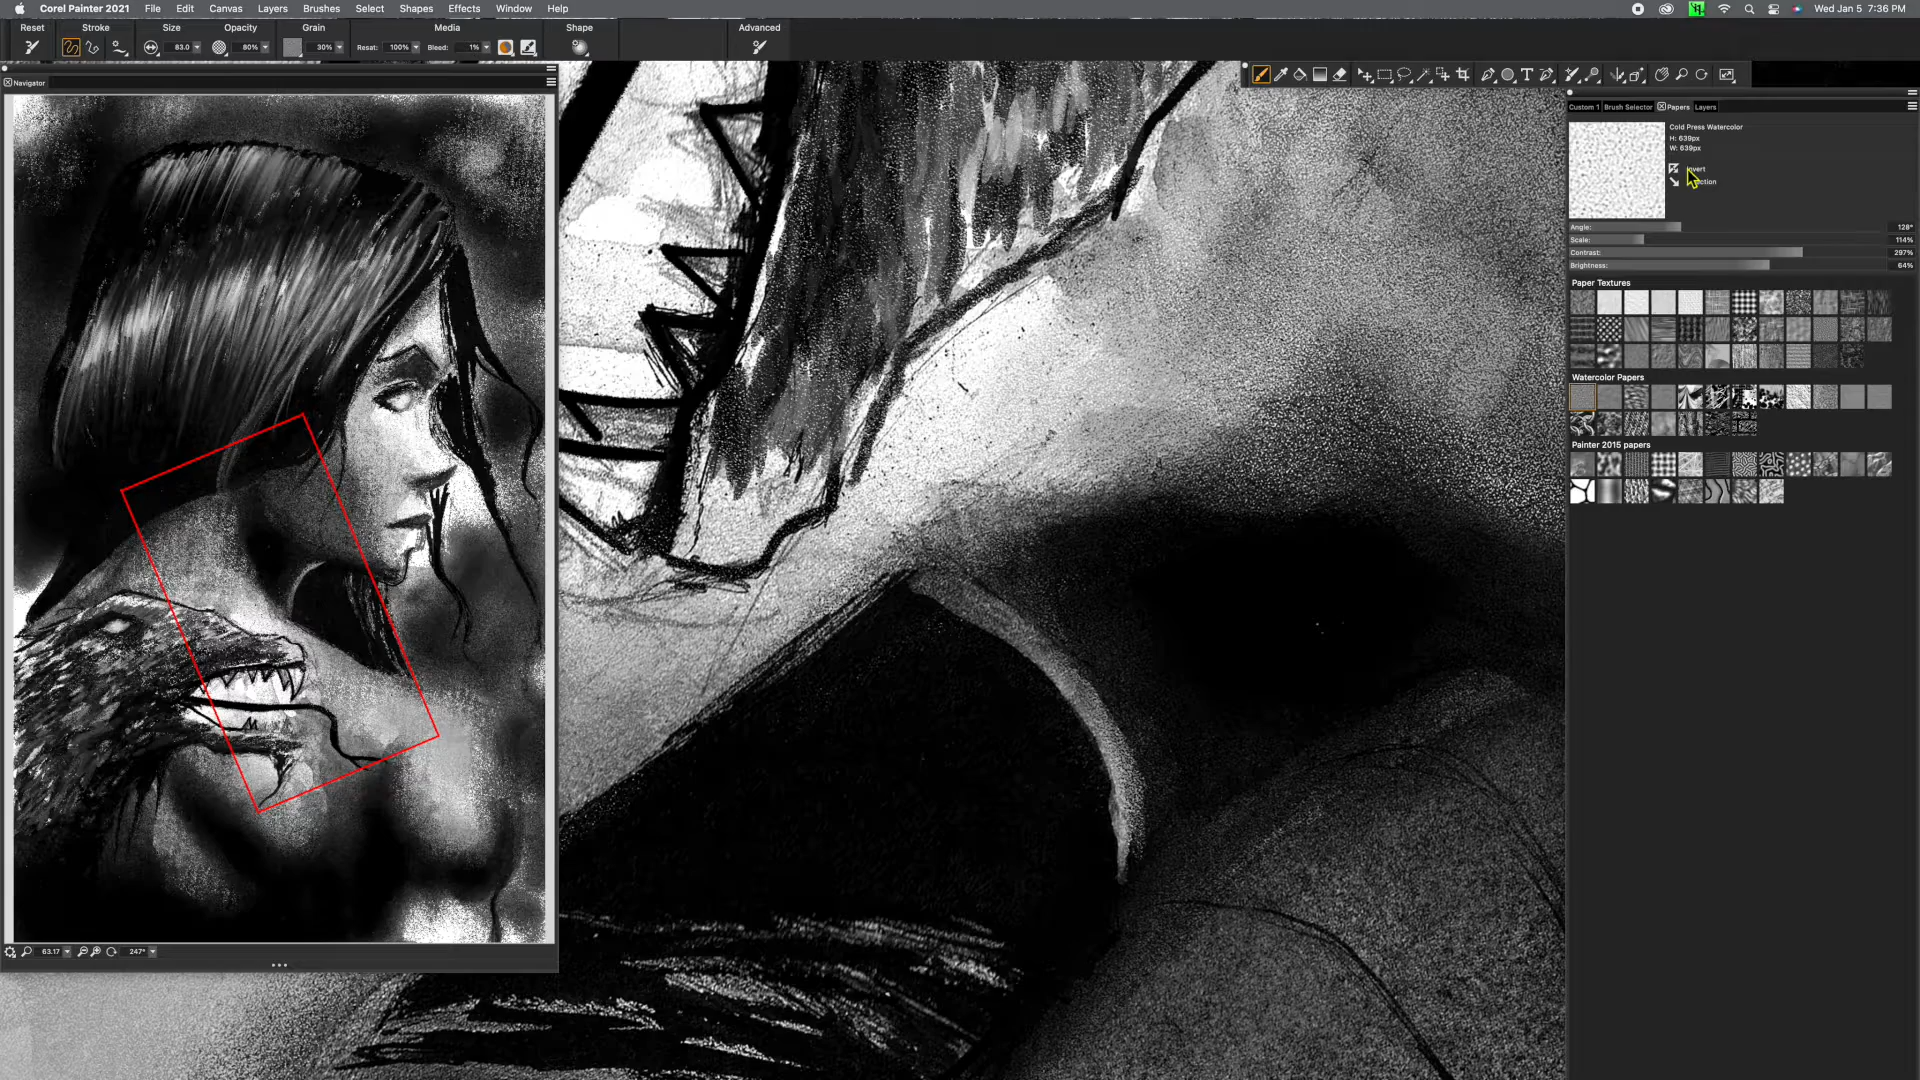 Corel Painter 2021 File Edit Canvas Layers Brushes Select Shapes Effects Window Help Wed Jan 5 7:36 PM
Reset Stroke Size Opacity Grain Media Shape Advanced
83.0 80% 30% Resat: 100% Bleed: 1%
Navigator
Custom 1 Brush Selector Papers Layers
Cold Press Watercolor
H: 639px
W: 639px
Angle: 128°
Scale: 114%
Contrast: 297%
Brightness: 64%
Paper Textures
Watercolor Papers
Painter 2015 papers
63.17 247°